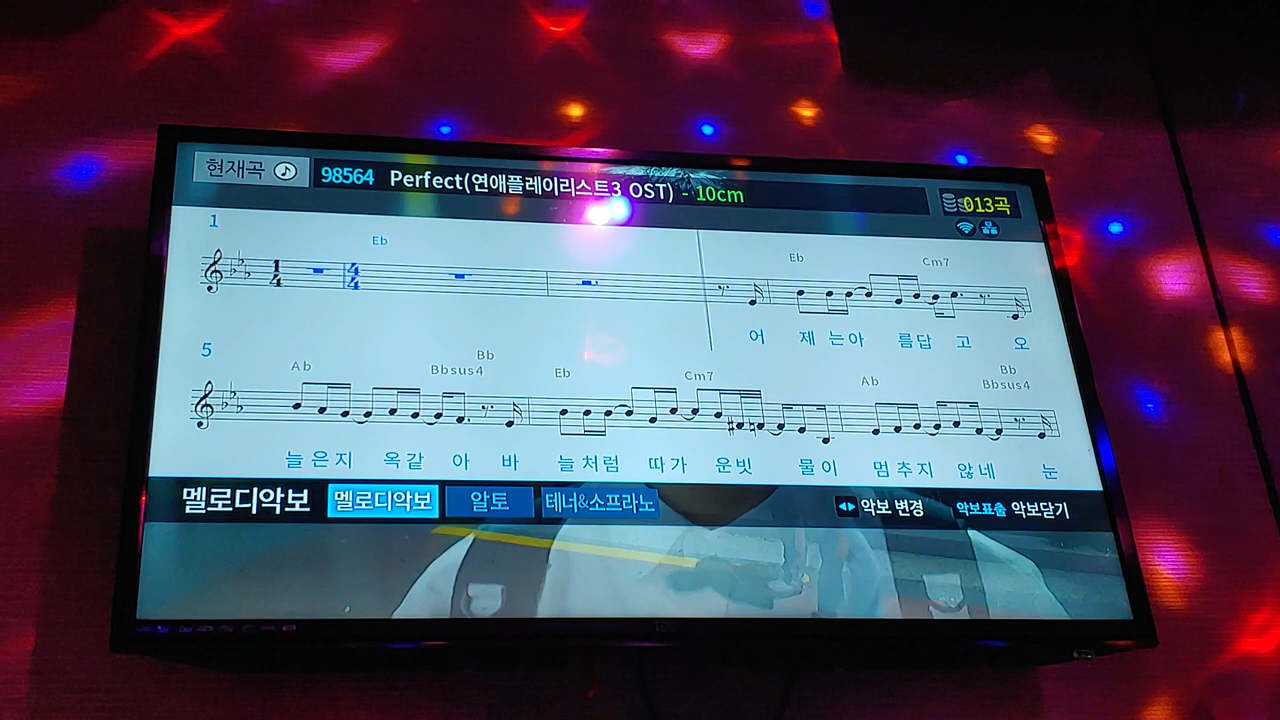 현재곡 98564 Perfect(연애플레이리스트3 OST) - 10cm 013곡
1
Eb Eb Cm7
1 4 4 4
어 제 는아 름답 고 오
5
Ab Bbsus4 Bb Eb Cm7 Ab Bbsus4 Bb
늘은지 옥같 아 바 늘처럼 따가 운빗 물이 멈추지 않네 눈
멜로디악보 멜로디악보 알토 테너&소프라노 악보 변경 악보표출 악보닫기